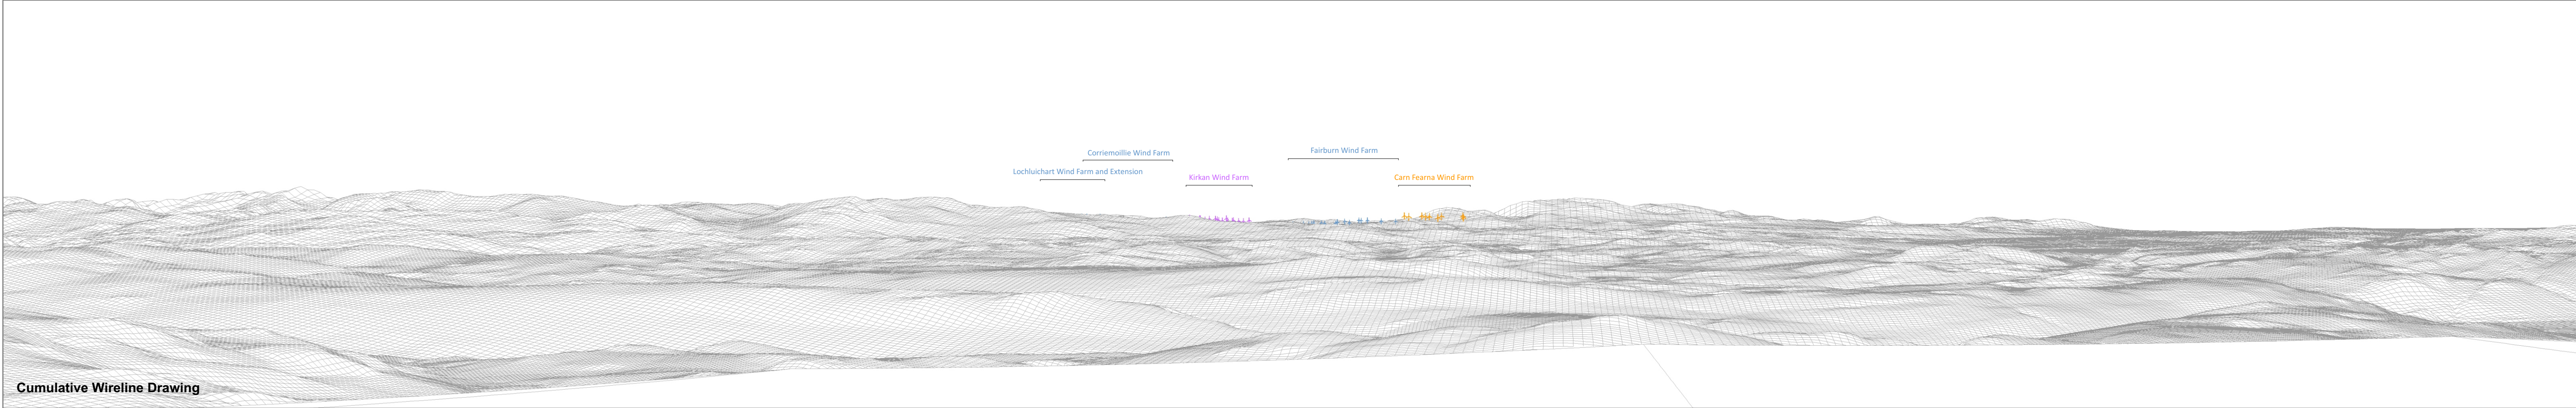 Corriemoillie Wind Farm
Fairburn Wind Farm
Lochluichart Wind Farm and Extension
Kirkan Wind Farm
Carn Fearna Wind Farm
Cumulative Wireline Drawing